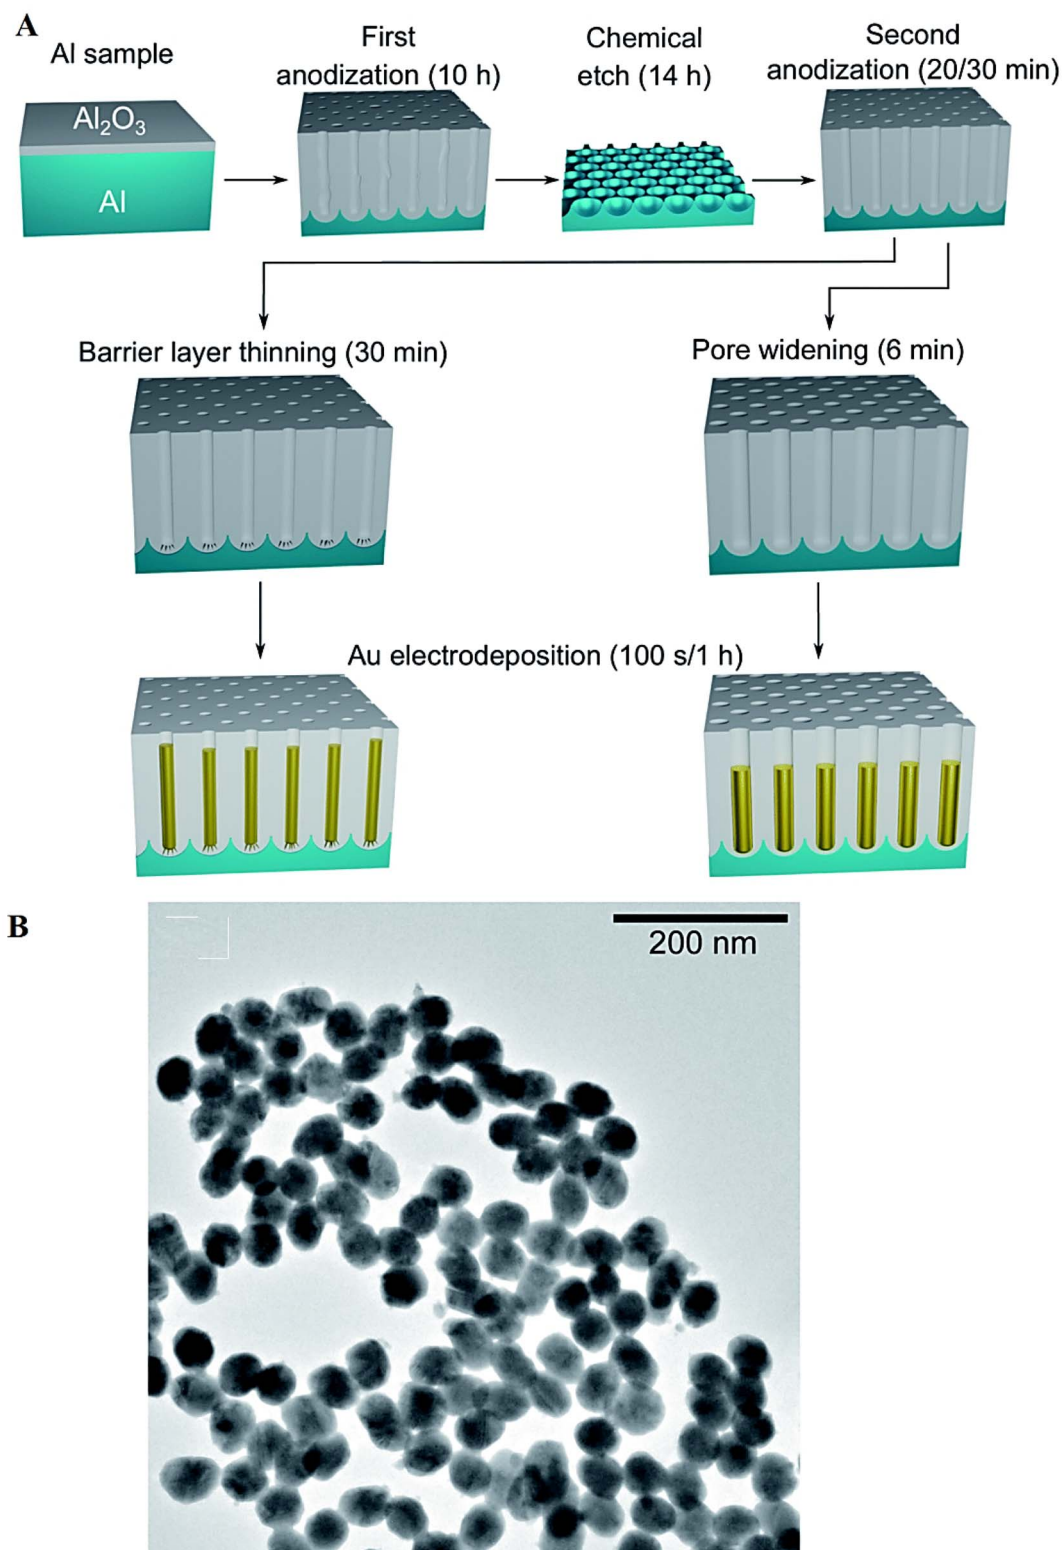 A
Al sample
First
anodization (10 h)
Chemical
etch (14 h)
Second
anodization (20/30 min)
Al₂O₃
Al
Barrier layer thinning (30 min)
Pore widening (6 min)
Au electrodeposition (100 s/1 h)
B
200 nm